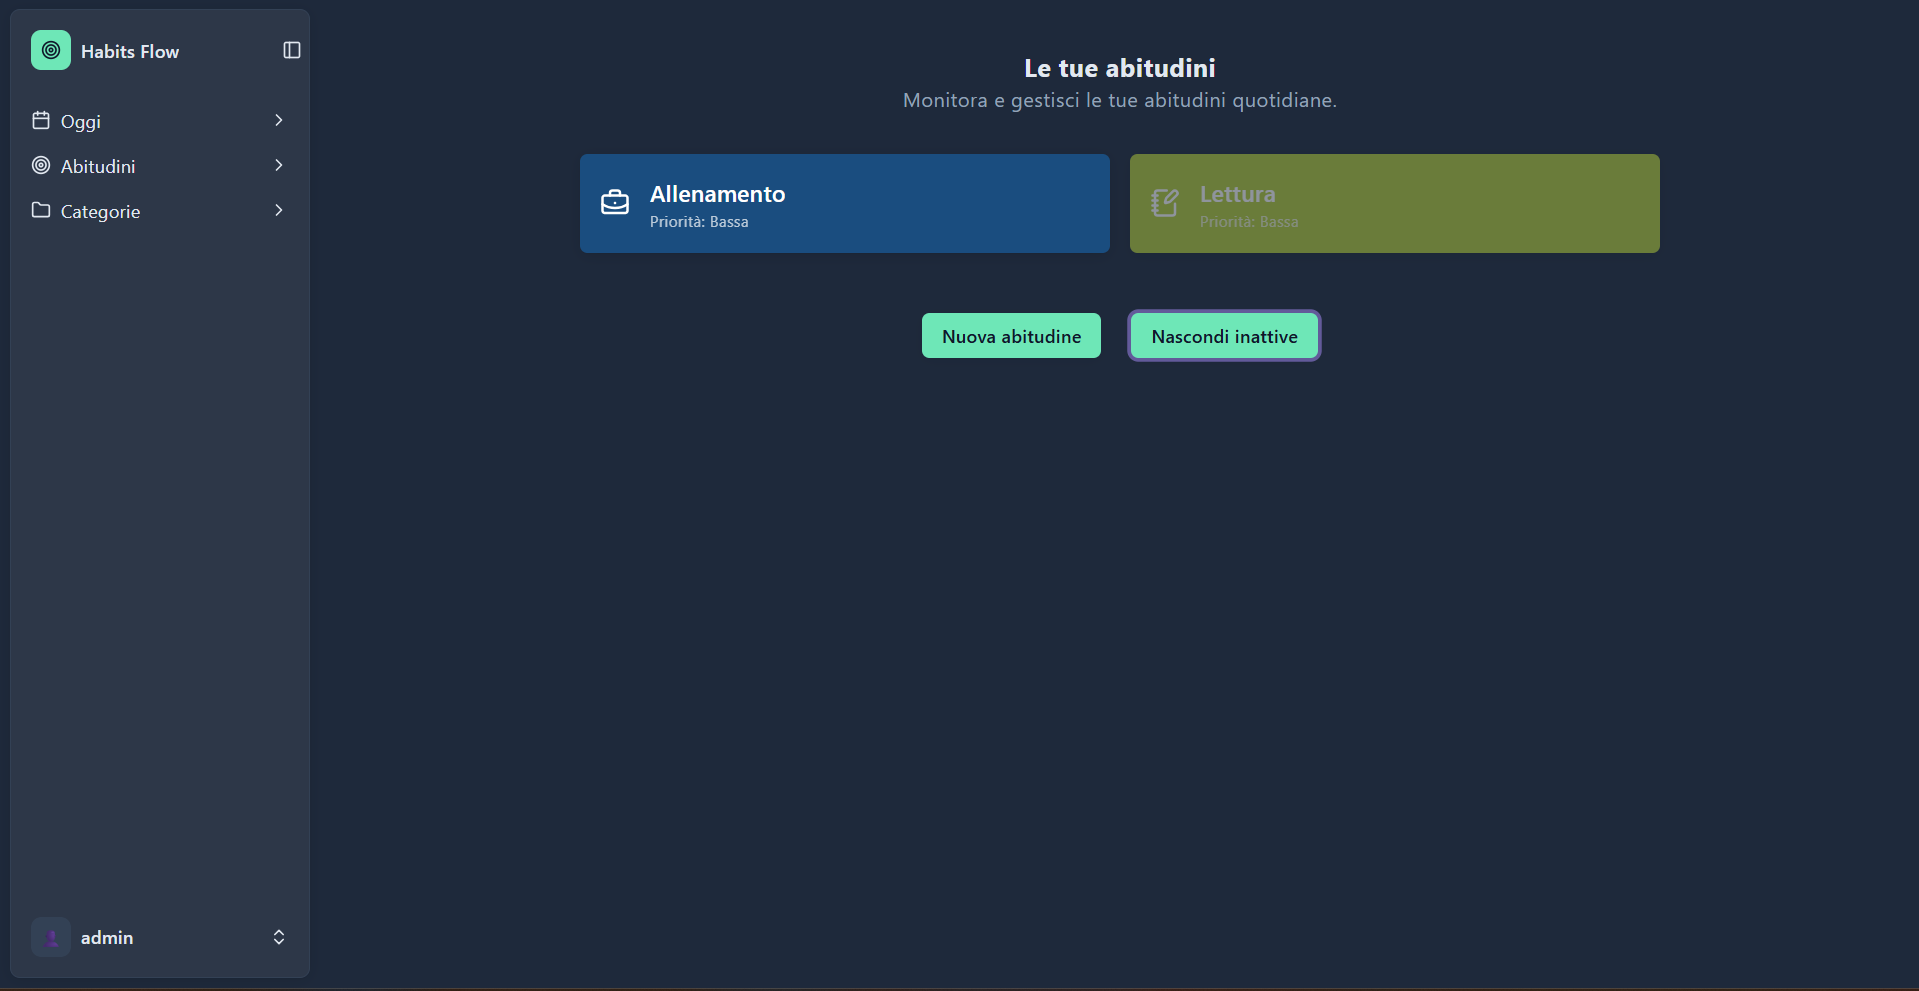 Habits Flow
Oggi
Abitudini
Categorie
admin
Le tue abitudini
Monitora e gestisci le tue abitudini quotidiane.
Allenamento
Priorità: Bassa
Lettura
Priorità: Bassa
Nuova abitudine
Nascondi inattive